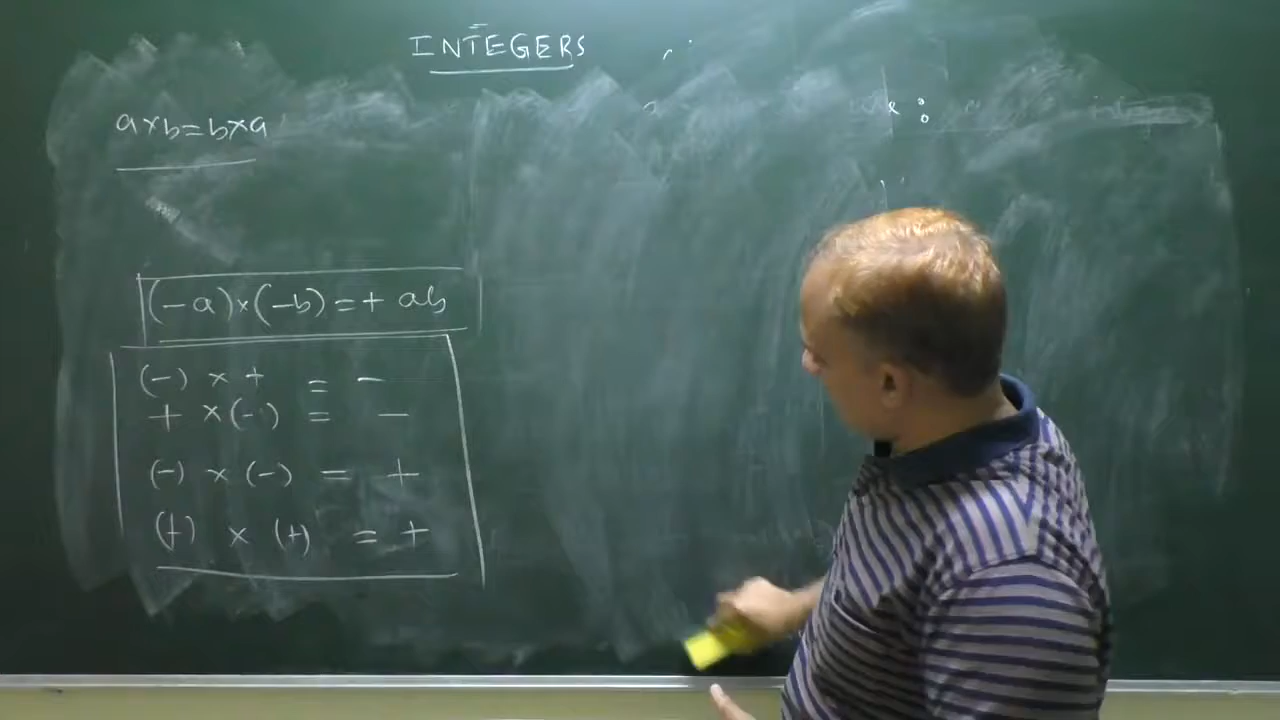 INTEGERS
a×b=b×a
(-a)×(-b)=+ ab
(-) × + = -
+ ×(-) = -
(-) × (-) = +
(+) × (+) = +